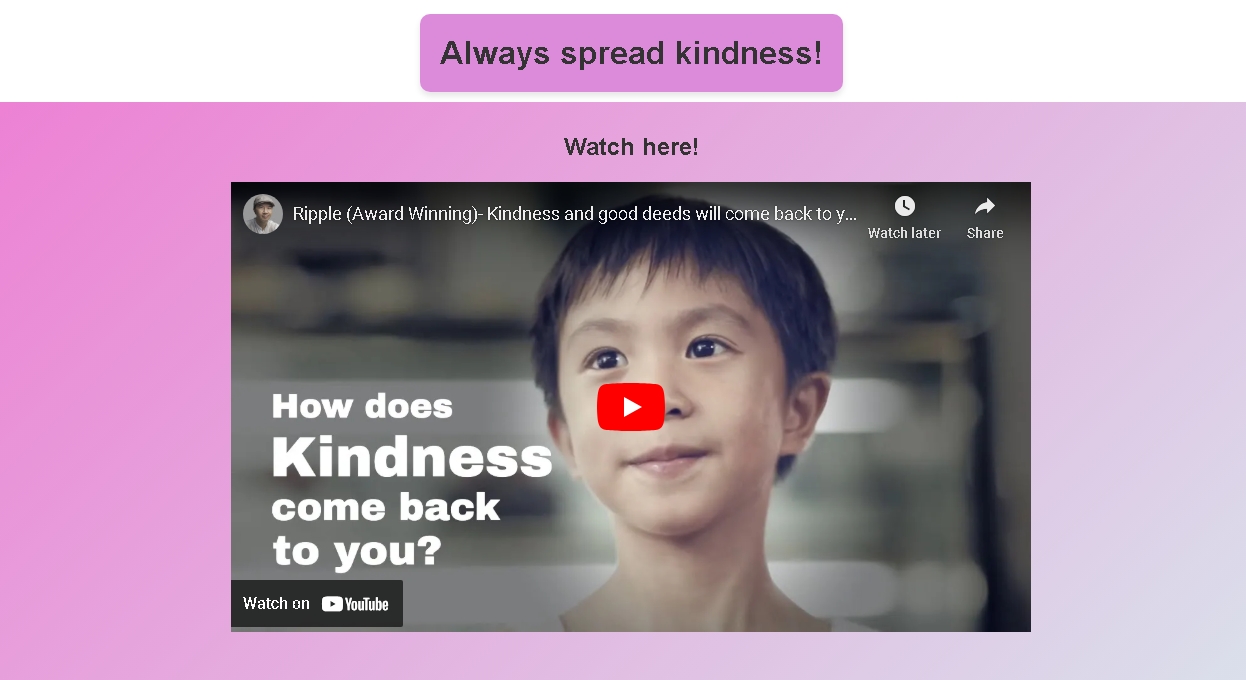 Always spread kindness!
Watch here!
Ripple (Award Winning)- Kindness and good deeds will come back to y...
Watch later
Share
How does
Kindness
come back
to you?
Watch on YouTube